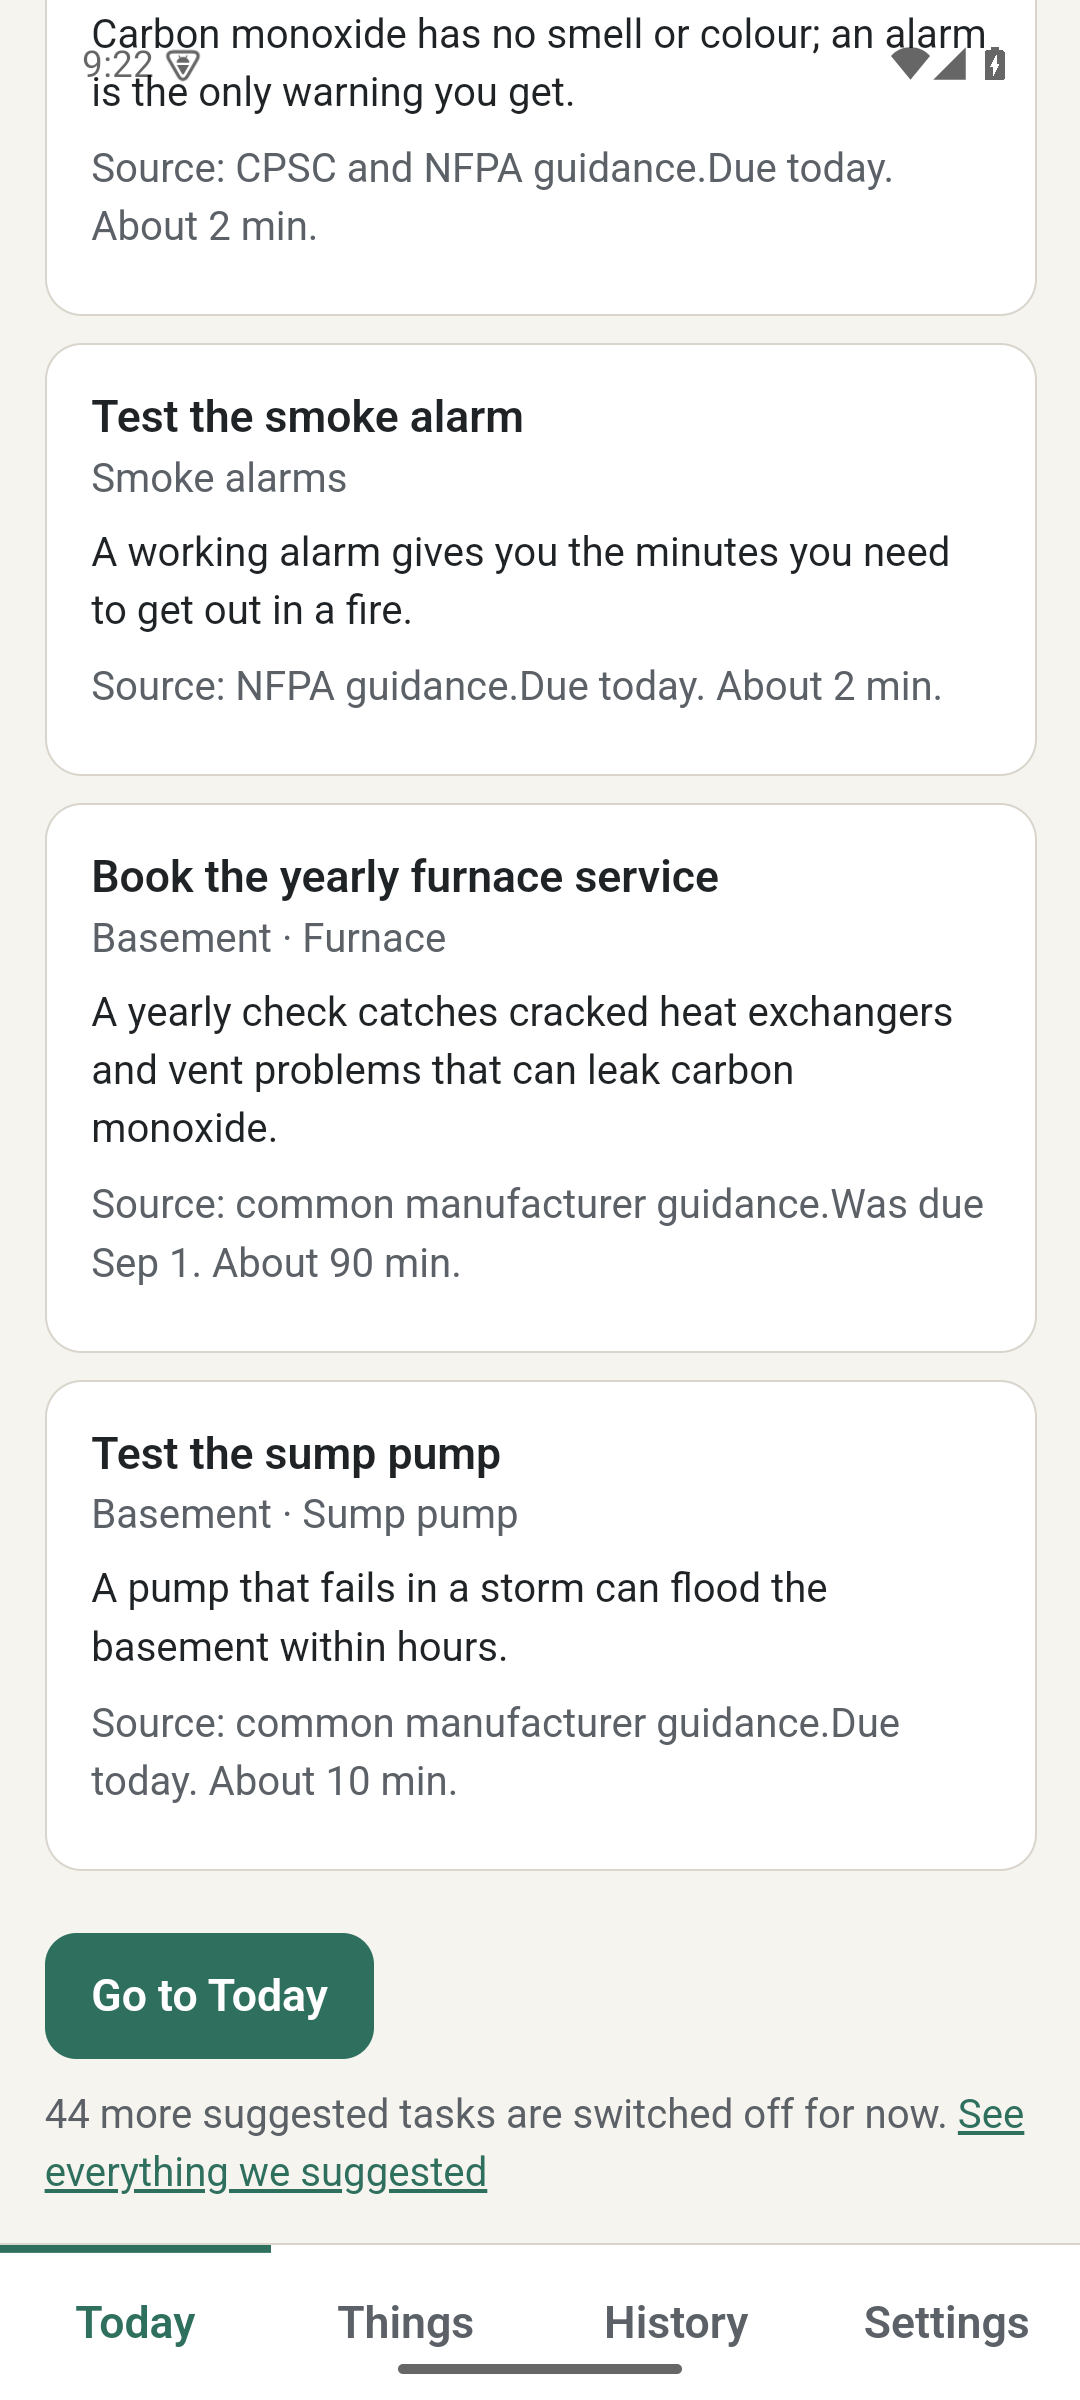 Carbon monoxide has no smell or colour; an alarm
9:22
is the only warning you get.
Source: CPSC and NFPA guidance.Due today.
About 2 min.
Test the smoke alarm
Smoke alarms
A working alarm gives you the minutes you need
to get out in a fire.
Source: NFPA guidance.Due today. About 2 min.
Book the yearly furnace service
Basement · Furnace
A yearly check catches cracked heat exchangers
and vent problems that can leak carbon
monoxide.
Source: common manufacturer guidance.Was due
Sep 1. About 90 min.
Test the sump pump
Basement · Sump pump
A pump that fails in a storm can flood the
basement within hours.
Source: common manufacturer guidance.Due
today. About 10 min.
Go to Today
44 more suggested tasks are switched off for now. See
everything we suggested
Today Things History Settings